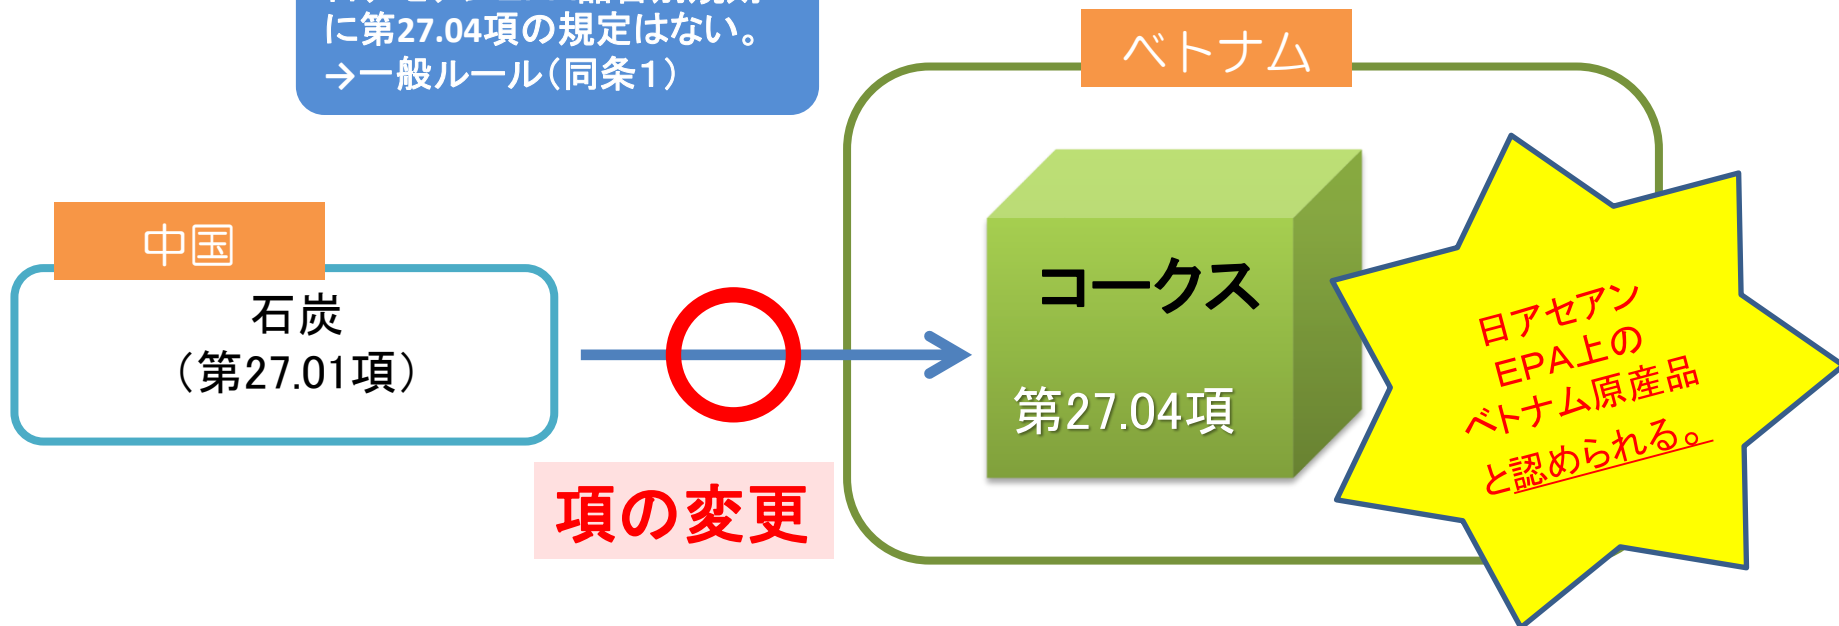 に第27.04項の規定はない。
→一般ルール（同条１）
ベトナム
中国
石炭
（第27.01項）
コークス
第27.04項
項の変更
日アセアン
ＥＰＡ上の
ベトナム原産品
と認められる。